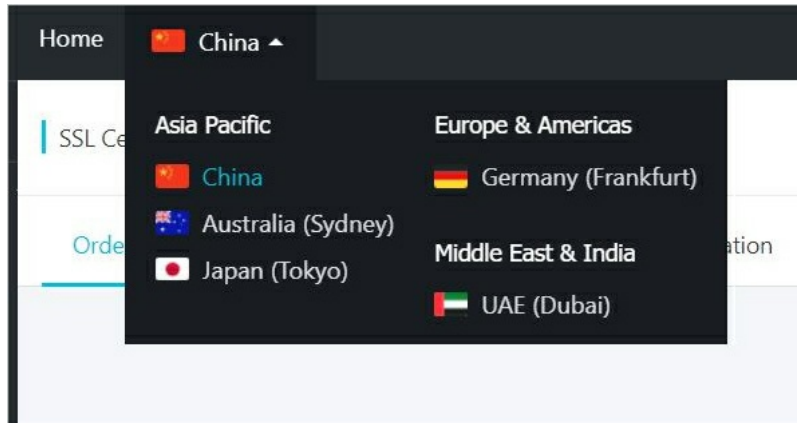 Home
China
SSL Ce
Asia Pacific
China
Australia (Sydney)
Japan (Tokyo)
Europe & Americas
Germany (Frankfurt)
Middle East & India
UAE (Dubai)
Orde
ation